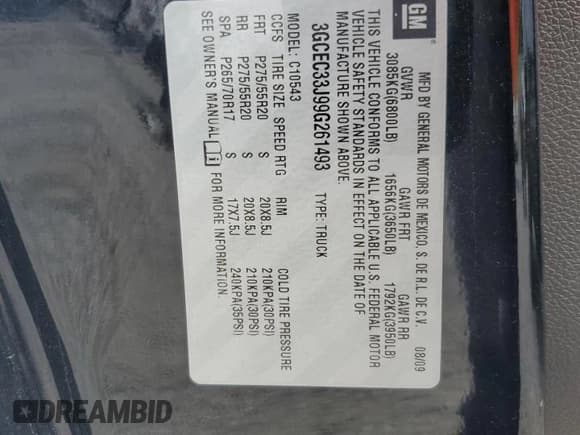 GM
MFD BY GENERAL MOTORS DE MEXICO, S. DE R.L. DE C.V. 08/09
GVWR GAWR FRT GAWR RR
3085KG(6800LB) 1656KG(3650LB) 1792KG(3950LB)
THIS VEHICLE CONFORMS TO ALL APPLICABLE U.S. FEDERAL MOTOR
VEHICLE SAFETY STANDARDS IN EFFECT ON THE DATE OF
MANUFACTURE SHOWN ABOVE.
3GCEC33J99G261493 TYPE: TRUCK
MODEL: C10543
CCFS TIRE SIZE SPEED RTG RIM COLD TIRE PRESSURE
FRT P275/55R20 S 20X8.5J 210KPA(30PSI)
RR P275/55R20 S 20X8.5J 210KPA(30PSI)
SPA P265/70R17 S 17X7.5J 240KPA(35PSI)
SEE OWNER'S MANUAL FOR MORE INFORMATION.
DREAMBID